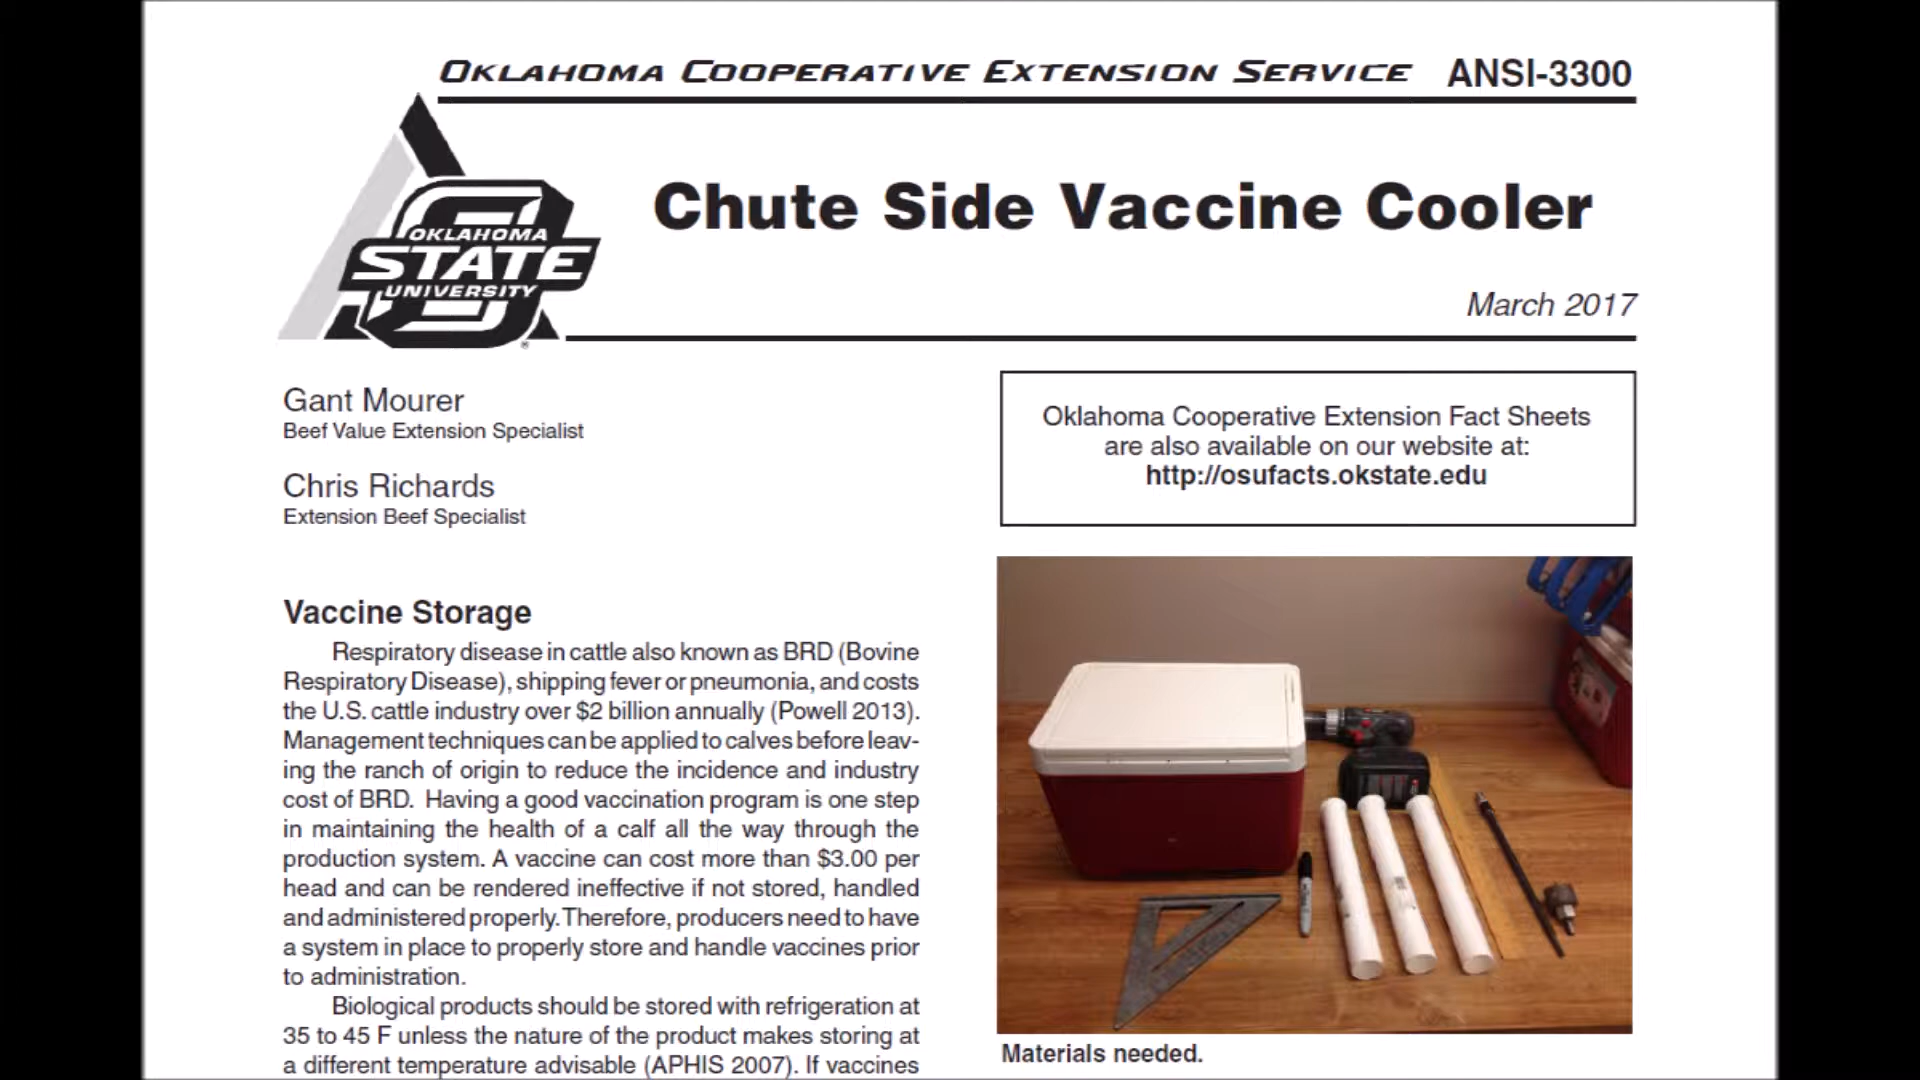 OKLAHOMA COOPERATIVE EXTENSION SERVICE ANSI-3300
OKLAHOMA
STATE
UNIVERSITY
®
Chute Side Vaccine Cooler
March 2017
Gant Mourer
Beef Value Extension Specialist
Chris Richards
Extension Beef Specialist
Vaccine Storage
Respiratory disease in cattle also known as BRD (Bovine
Respiratory Disease), shipping fever or pneumonia, and costs
the U.S. cattle industry over $2 billion annually (Powell 2013).
Management techniques can be applied to calves before leav-
ing the ranch of origin to reduce the incidence and industry
cost of BRD. Having a good vaccination program is one step
in maintaining the health of a calf all the way through the
production system. A vaccine can cost more than $3.00 per
head and can be rendered ineffective if not stored, handled
and administered properly. Therefore, producers need to have
a system in place to properly store and handle vaccines prior
to administration.
Biological products should be stored with refrigeration at
35 to 45 F unless the nature of the product makes storing at
a different temperature advisable (APHIS 2007). If vaccines
Oklahoma Cooperative Extension Fact Sheets
are also available on our website at:
http://osufacts.okstate.edu
Materials needed.